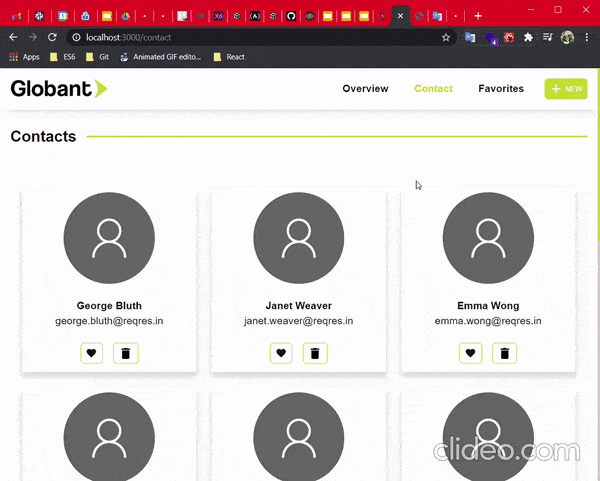 localhost:3000/contact
4
Apps ES6 Git Animated GIF edito... React
Globant
Overview Contact Favorites + NEW
Contacts
George Bluth Janet Weaver Emma Wong
george.bluth@reqres.in janet.weaver@reqres.in emma.wong@reqres.in
clideo.com